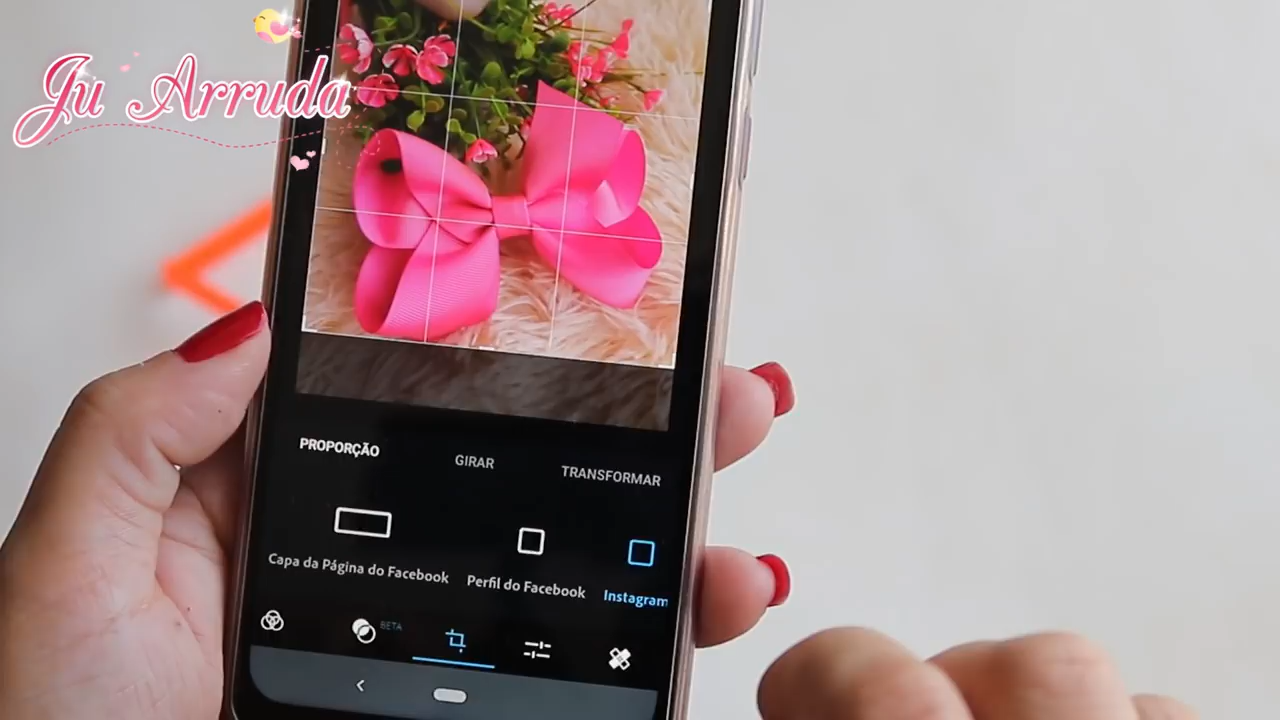 Ju Arruda
PROPORÇÃO
GIRAR
TRANSFORMAR
Capa da Página do Facebook
Perfil do Facebook
Instagram
BETA